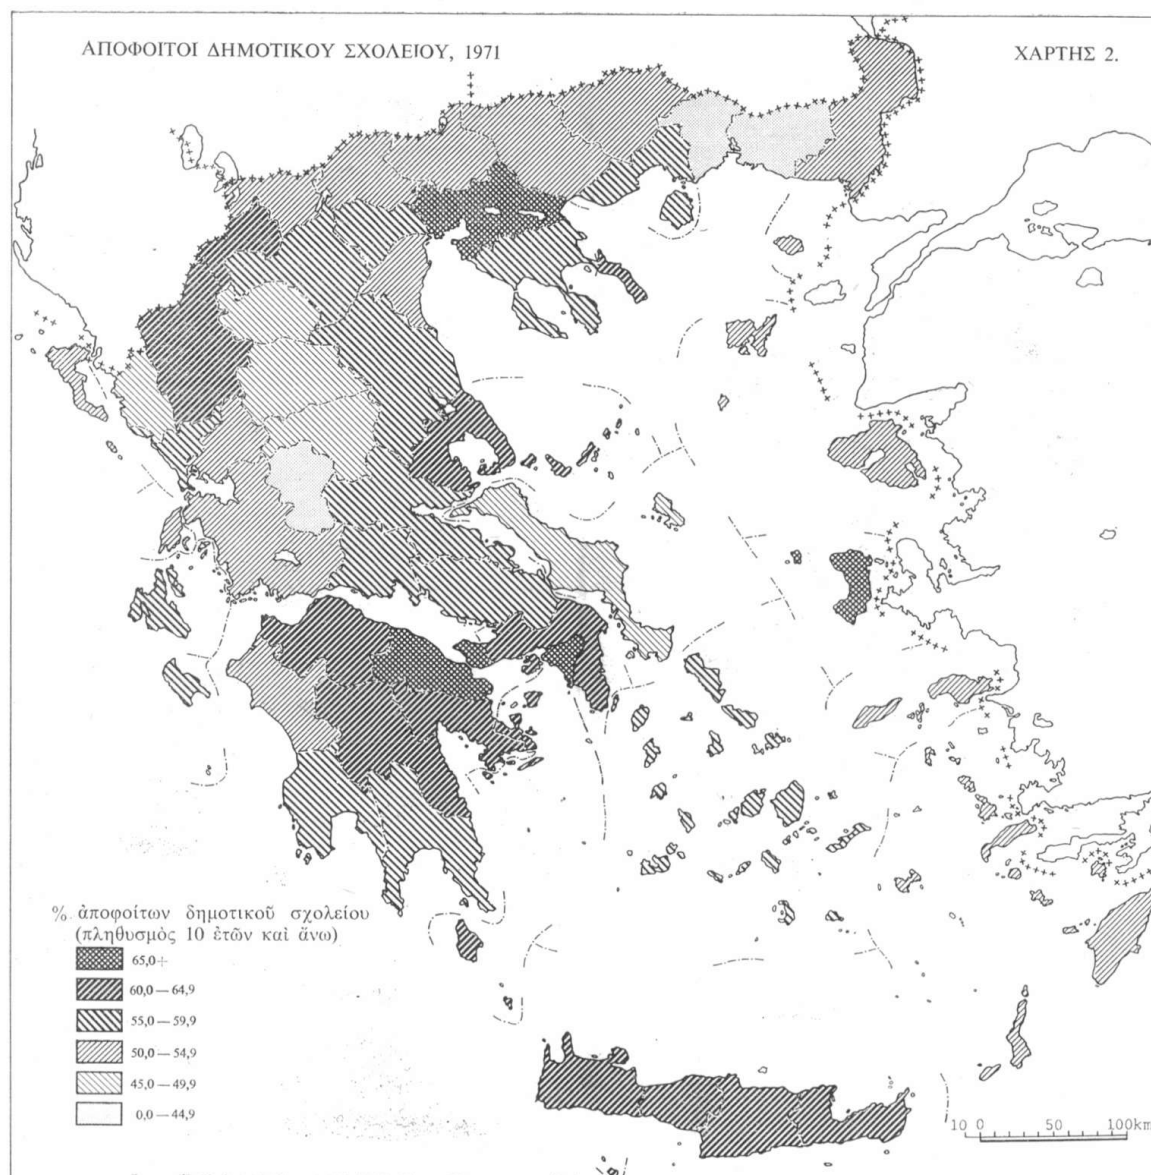 ΑΠΟΦΟΙΤΟΙ ΔΗΜΟΤΙΚΟΥ ΣΧΟΛΕΙΟΥ, 1971
ΧΑΡΤΗΣ 2.
% ἀποφοίτων δημοτικοῦ σχολείου
(πληθυσμὸς 10 ἐτῶν καὶ ἄνω)
65,0+
60,0 — 64,9
55,0 — 59,9
50,0 — 54,9
45,0 — 49,9
0,0 — 44,9
10 0 50 100km